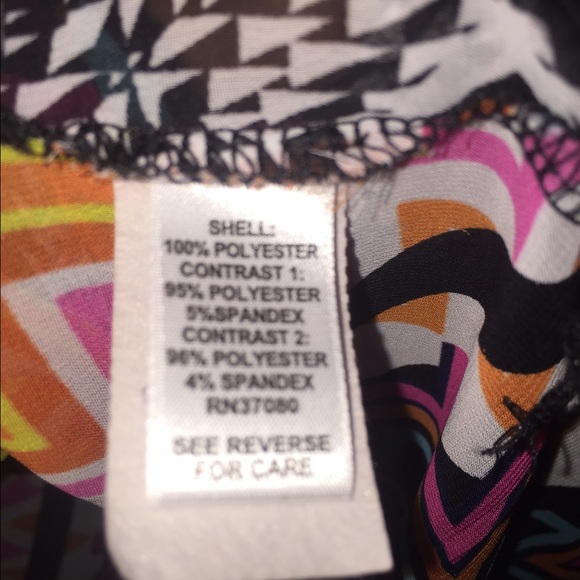 SHELL:
100% POLYESTER
CONTRAST 1:
95% POLYESTER
5%SPANDEX
CONTRAST 2:
96% POLYESTER
4% SPANDEX
RN37080
SEE REVERSE
FOR CARE